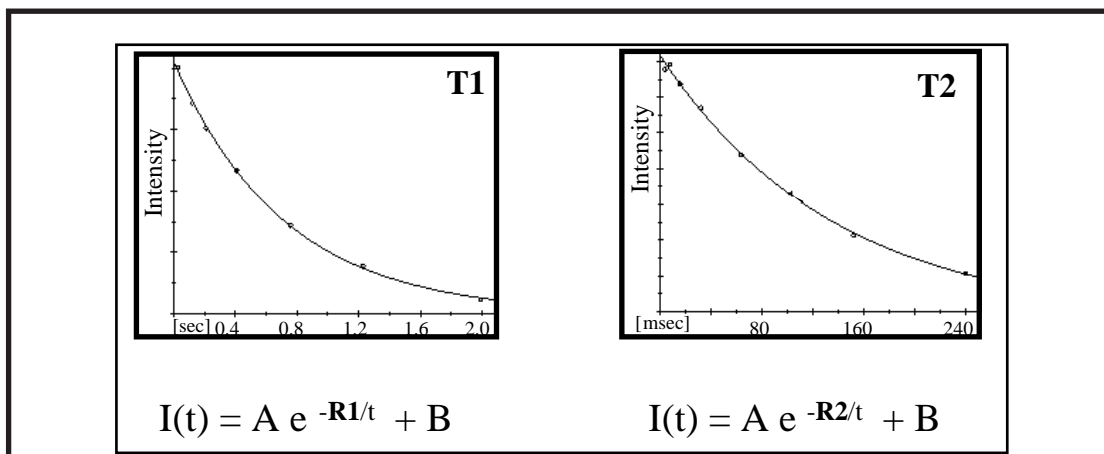 T1
Intensity
[sec] 0.4 0.8 1.2 1.6 2.0
I(t) = A e -R1/t + B
T2
Intensity
[msec] 80 160 240
I(t) = A e -R2/t + B